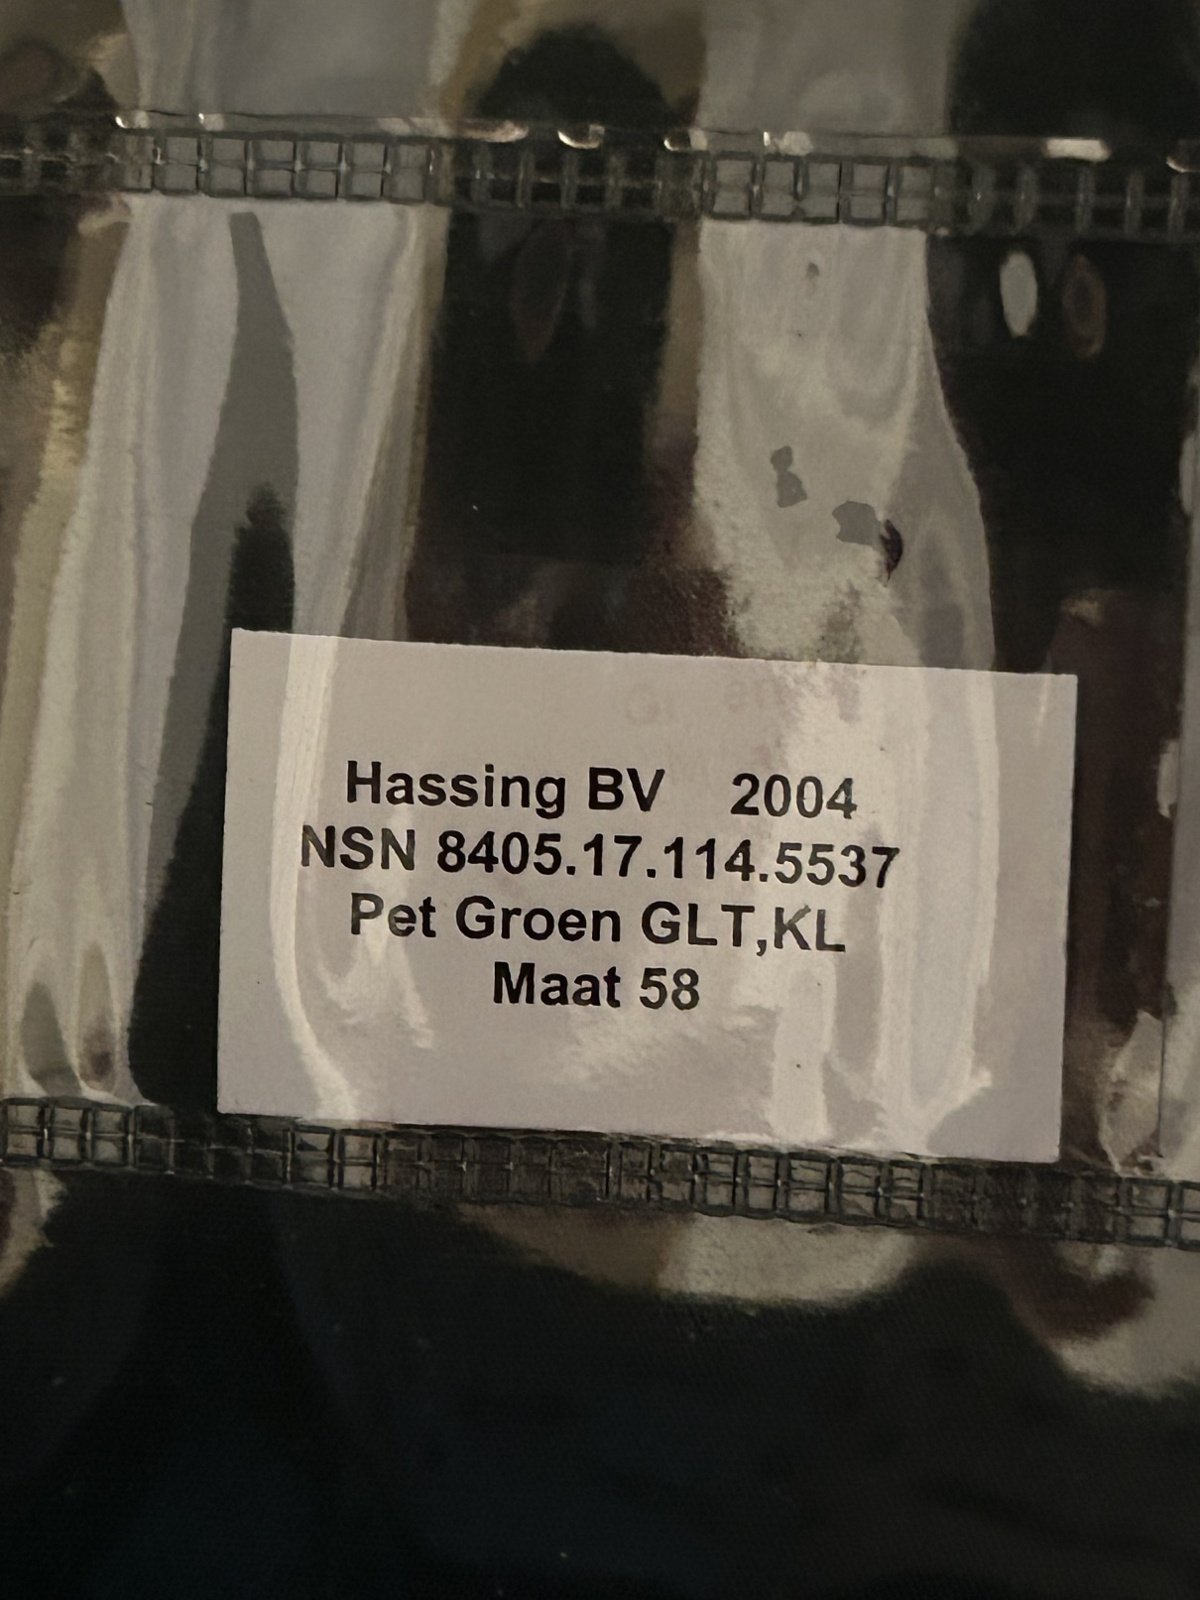 Hassing BV 2004
NSN 8405.17.114.5537
Pet Groen GLT,KL
Maat 58